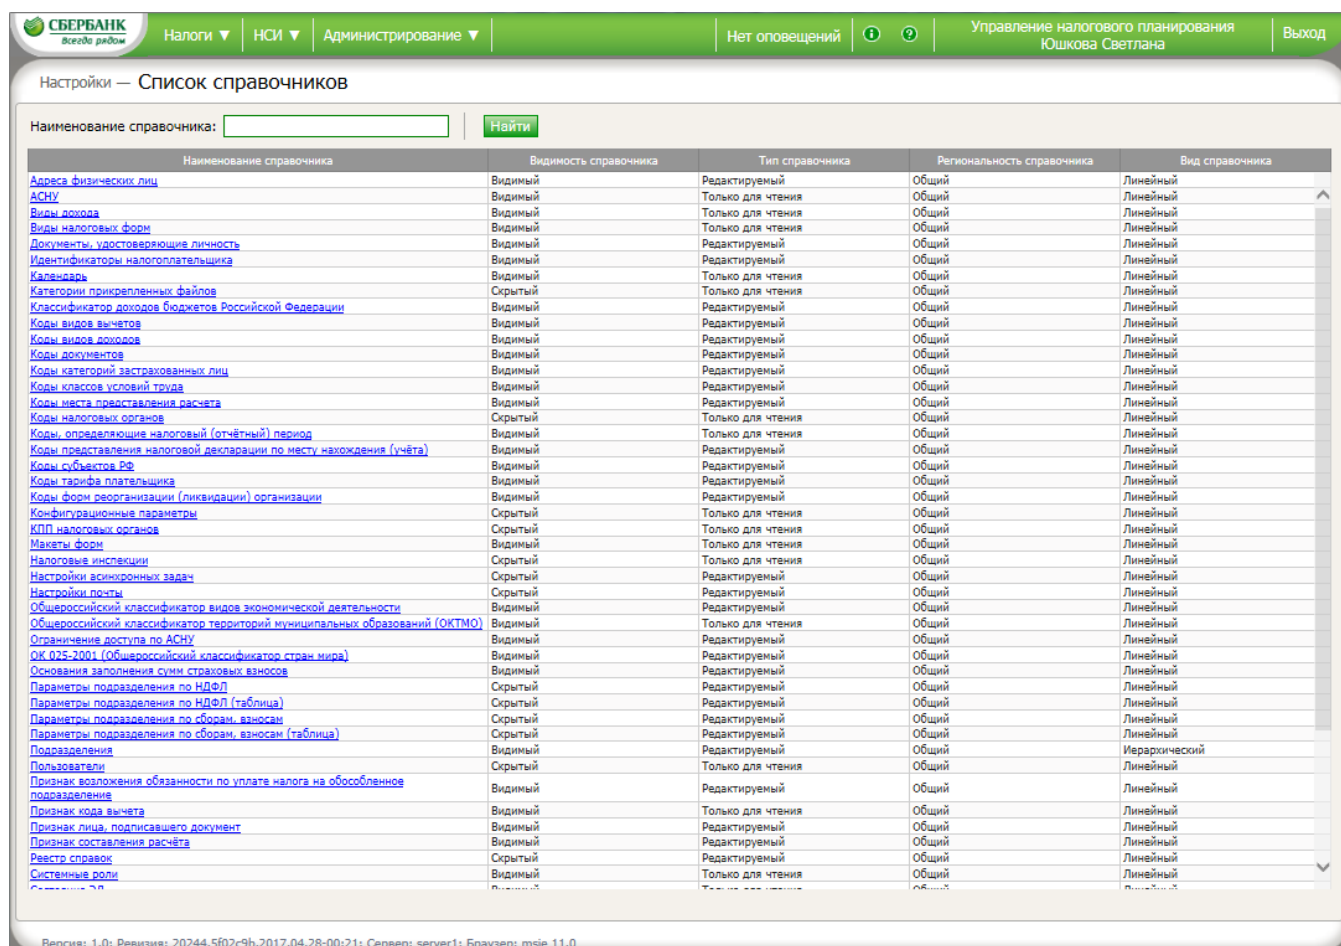 СБЕРБАНК
Всегда рядом
Налоги ▼ НСИ ▼ Администрирование ▼ Нет оповещений Управление налогового планирования
Юшкова Светлана
Выход
Настройки — Список справочников
Наименование справочника: Найти
Наименование справочника Видимость справочника Тип справочника Региональность справочника Вид справочника
Адреса физических лиц Видимый Редактируемый Общий Линейный
АСНУ Видимый Только для чтения Общий Линейный
Виды дохода Видимый Только для чтения Общий Линейный
Виды налоговых форм Видимый Только для чтения Общий Линейный
Документы, удостоверяющие личность Видимый Редактируемый Общий Линейный
Идентификаторы налогоплательщика Видимый Редактируемый Общий Линейный
Календарь Видимый Только для чтения Общий Линейный
Категории прикрепленных файлов Скрытый Только для чтения Общий Линейный
Классификатор доходов бюджетов Российской Федерации Видимый Редактируемый Общий Линейный
Коды видов вычетов Видимый Редактируемый Общий Линейный
Коды видов доходов Видимый Редактируемый Общий Линейный
Коды документов Видимый Редактируемый Общий Линейный
Коды категорий застрахованных лиц Видимый Редактируемый Общий Линейный
Коды классов условий труда Видимый Редактируемый Общий Линейный
Коды места представления расчета Видимый Редактируемый Общий Линейный
Коды налоговых органов Скрытый Только для чтения Общий Линейный
Коды, определяющие налоговый (отчётный) период Видимый Только для чтения Общий Линейный
Коды представления налоговой декларации по месту нахождения (учёта) Видимый Редактируемый Общий Линейный
Коды субъектов РФ Видимый Редактируемый Общий Линейный
Коды тарифа плательщика Видимый Редактируемый Общий Линейный
Коды форм реорганизации (ликвидации) организации Видимый Редактируемый Общий Линейный
Конфигурационные параметры Скрытый Только для чтения Общий Линейный
КПП налоговых органов Скрытый Только для чтения Общий Линейный
Макеты форм Видимый Только для чтения Общий Линейный
Налоговые инспекции Скрытый Только для чтения Общий Линейный
Настройки асинхронных задач Скрытый Редактируемый Общий Линейный
Настройки почты Скрытый Редактируемый Общий Линейный
Общероссийский классификатор видов экономической деятельности Видимый Редактируемый Общий Линейный
Общероссийский классификатор территорий муниципальных образований (ОКТМО) Видимый Только для чтения Общий Линейный
Ограничение доступа по АСНУ Видимый Редактируемый Общий Линейный
ОК 025-2001 (Общероссийский классификатор стран мира) Видимый Редактируемый Общий Линейный
Основания заполнения сумм страховых взносов Видимый Редактируемый Общий Линейный
Параметры подразделения по НДФЛ Скрытый Редактируемый Общий Линейный
Параметры подразделения по НДФЛ (таблица) Скрытый Редактируемый Общий Линейный
Параметры подразделения по сборам, взносам Скрытый Редактируемый Общий Линейный
Параметры подразделения по сборам, взносам (таблица) Скрытый Редактируемый Общий Линейный
Подразделения Видимый Редактируемый Общий Иерархический
Пользователи Скрытый Только для чтения Общий Линейный
Признак возложения обязанности по уплате налога на обособленное
подразделение Видимый Редактируемый Общий Линейный
Признак кода вычета Видимый Только для чтения Общий Линейный
Признак лица, подписавшего документ Видимый Редактируемый Общий Линейный
Признак составления расчёта Видимый Редактируемый Общий Линейный
Реестр справок Скрытый Редактируемый Общий Линейный
Системные роли Видимый Только для чтения Общий Линейный
Версия: 1.0; Ревизия: 20244.5f02c9b.2017.04.28-00:21; Сервер: server1; Браузер: msie 11.0